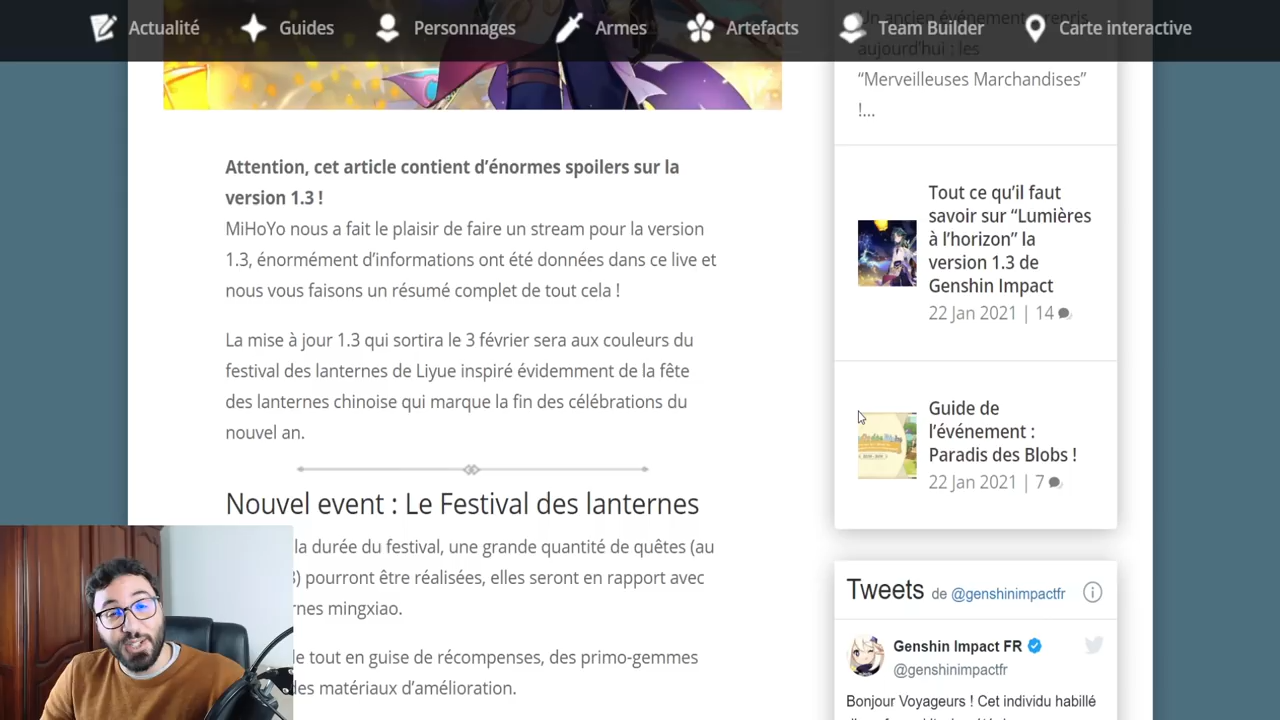 Actualité Guides Personnages Armes Artefacts Team Builder Carte interactive
Attention, cet article contient d’énormes spoilers sur la
version 1.3 !
MiHoYo nous a fait le plaisir de faire un stream pour la version
1.3, énormément d’informations ont été données dans ce live et
nous vous faisons un résumé complet de tout cela !
La mise à jour 1.3 qui sortira le 3 février sera aux couleurs du
festival des lanternes de Liyue inspiré évidemment de la fête
des lanternes chinoise qui marque la fin des célébrations du
nouvel an.
Nouvel event : Le Festival des lanternes
la durée du festival, une grande quantité de quêtes (au
) pourront être réalisées, elles seront en rapport avec
rnes mingxiao.
le tout en guise de récompenses, des primo-gemmes
des matériaux d’amélioration.
Un ancien événement repris
aujourd’hui : les
“Merveilleuses Marchandises”
!...
Tout ce qu’il faut
savoir sur “Lumières
à l’horizon” la
version 1.3 de
Genshin Impact
22 Jan 2021 | 14
Guide de
l’événement :
Paradis des Blobs !
22 Jan 2021 | 7
Tweets de @genshinimpactfr
Genshin Impact FR
@genshinimpactfr
Bonjour Voyageurs ! Cet individu habillé